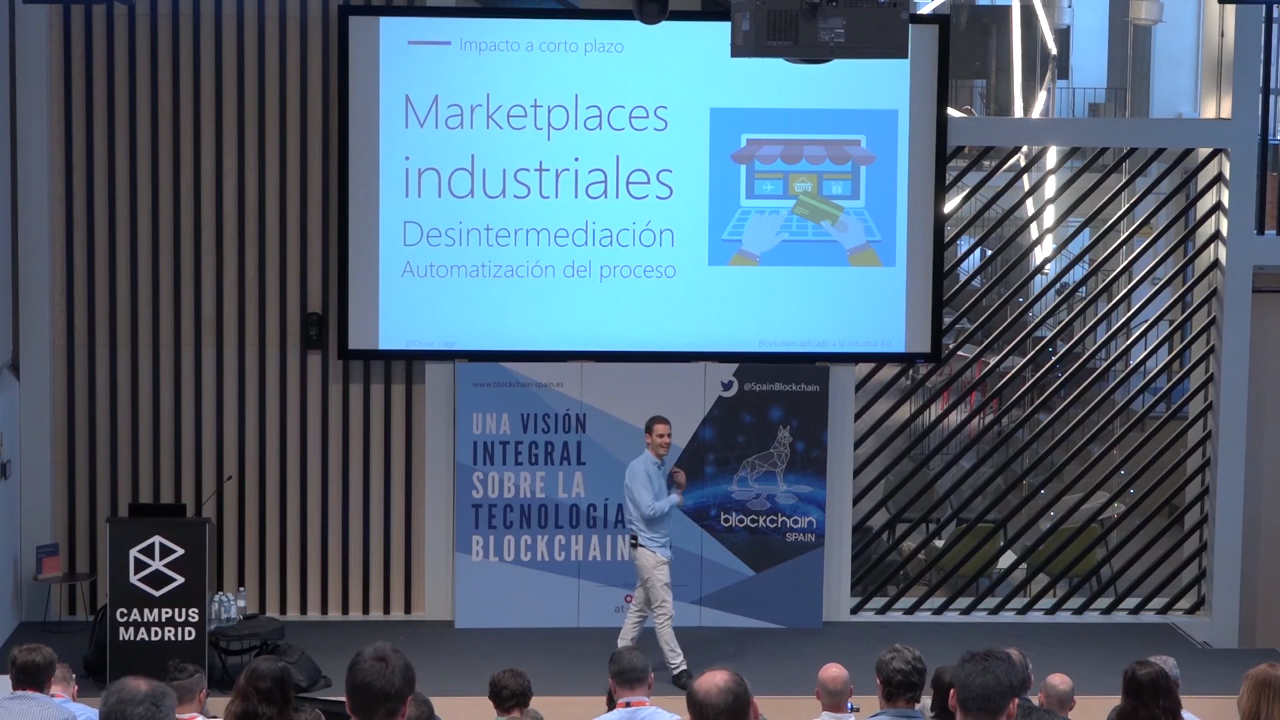 Impacto a corto plazo
Marketplaces
industriales
Desintermediación
Automatización del proceso
Blockchain aplicado a la industria 4.0
www.blockchain-spain.es
@SpainBlockchain
UNA VISIÓN
INTEGRAL
SOBRE LA
TECNOLOGÍA
BLOCKCHAIN
blockchain
SPAIN
CAMPUS
MADRID